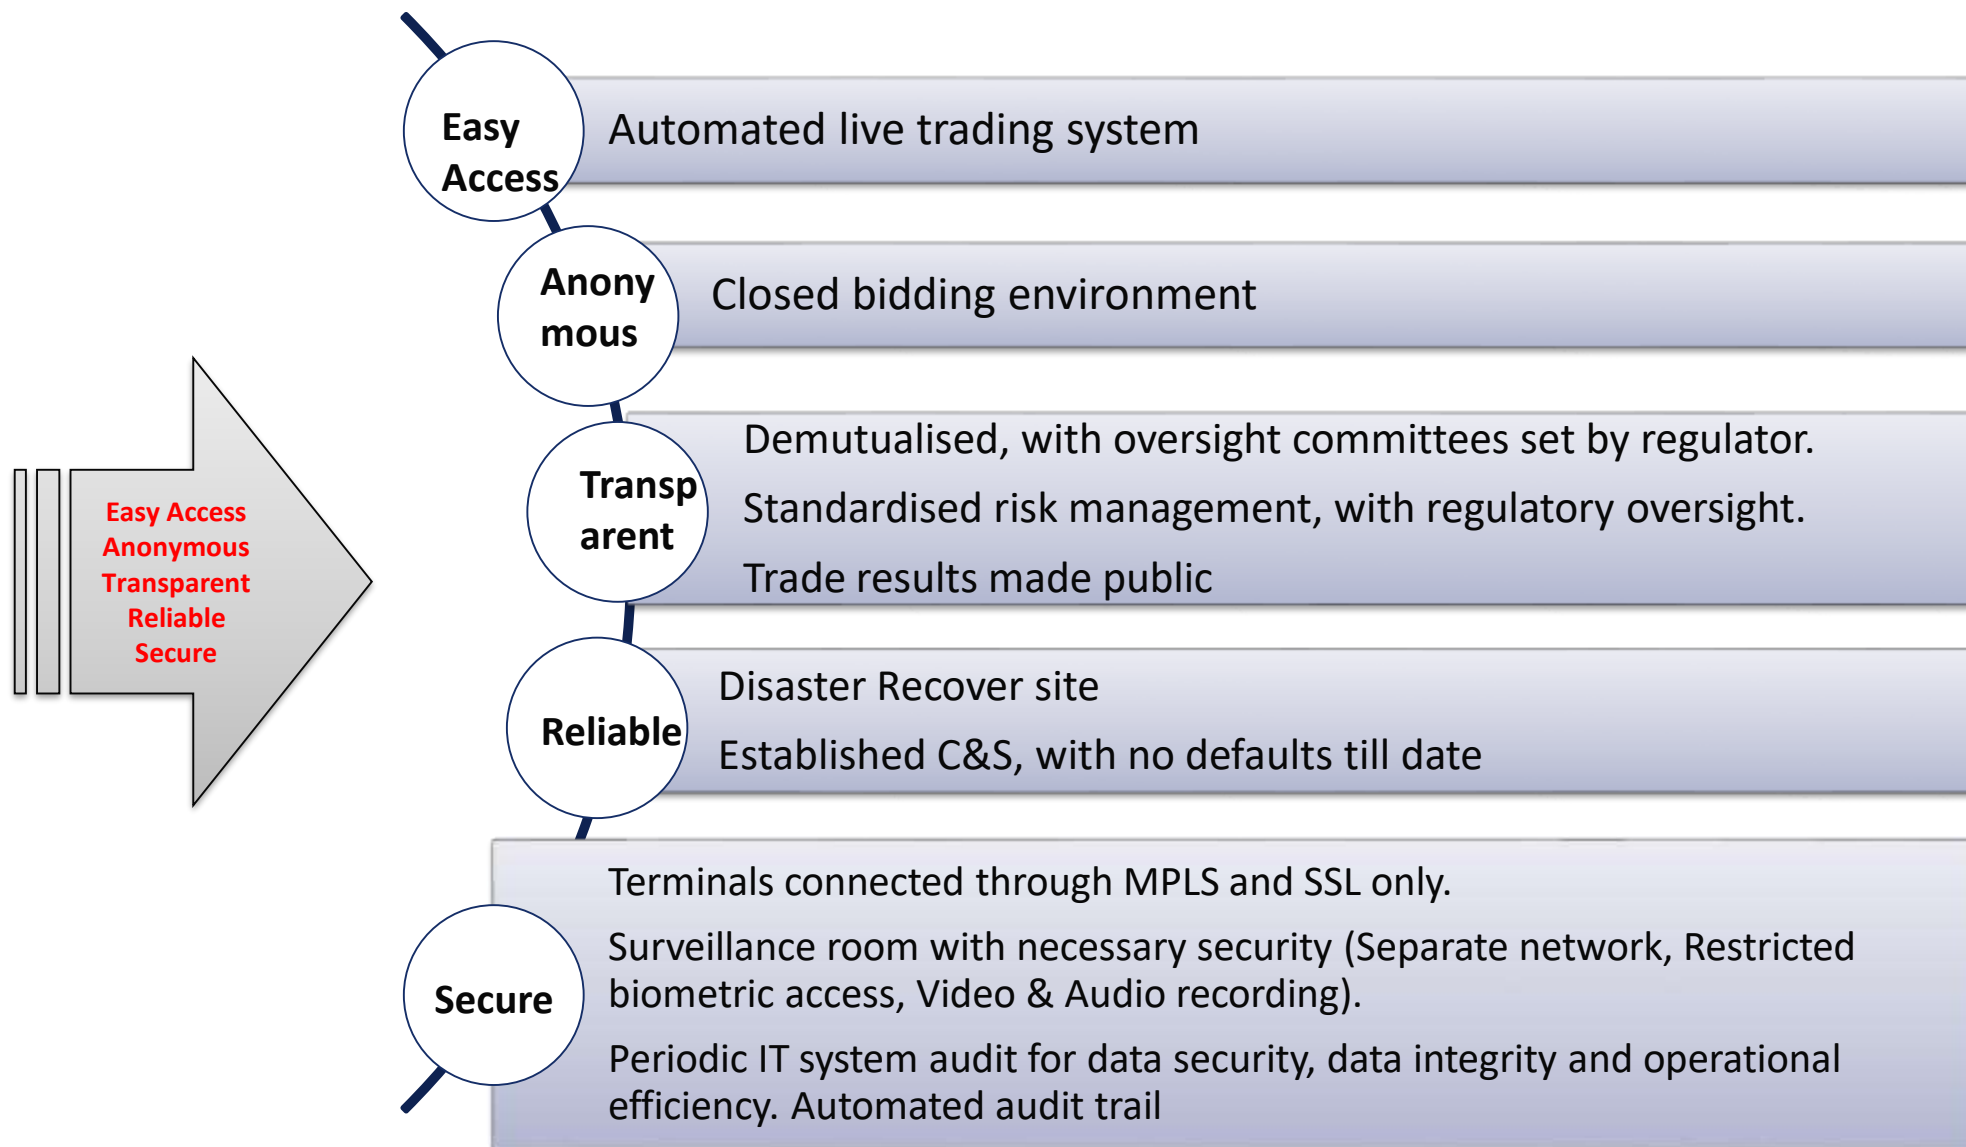 Easy Access
Anonymous
Transparent
Reliable
Secure
Easy
Access
Automated live trading system
Anony
mous
Closed bidding environment
Transp
arent
Demutualised, with oversight committees set by regulator.
Standardised risk management, with regulatory oversight.
Trade results made public
Reliable
Disaster Recover site
Established C&S, with no defaults till date
Secure
Terminals connected through MPLS and SSL only.
Surveillance room with necessary security (Separate network, Restricted
biometric access, Video & Audio recording).
Periodic IT system audit for data security, data integrity and operational
efficiency. Automated audit trail